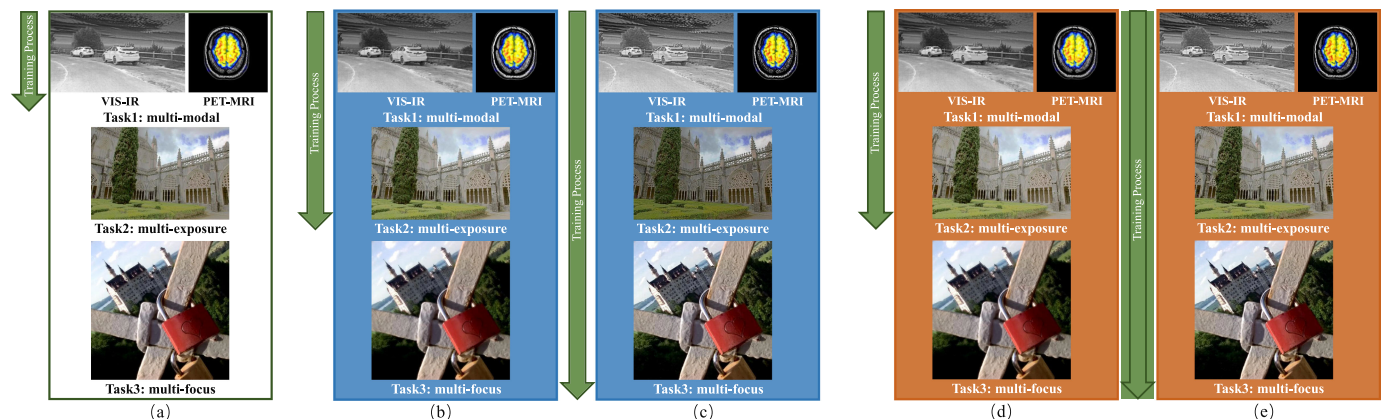 Training Process
VIS-IR PET-MRI
Task1: multi-modal
Task2: multi-exposure
Task3: multi-focus
(a)
Training Process
VIS-IR PET-MRI
Task1: multi-modal
Task2: multi-exposure
Task3: multi-focus
(b)
Training Process
VIS-IR PET-MRI
Task1: multi-modal
Task2: multi-exposure
Task3: multi-focus
(c)
Training Process
VIS-IR PET-MRI
Task1: multi-modal
Task2: multi-exposure
Task3: multi-focus
(d)
Training Process
VIS-IR PET-MRI
Task1: multi-modal
Task2: multi-exposure
Task3: multi-focus
(e)